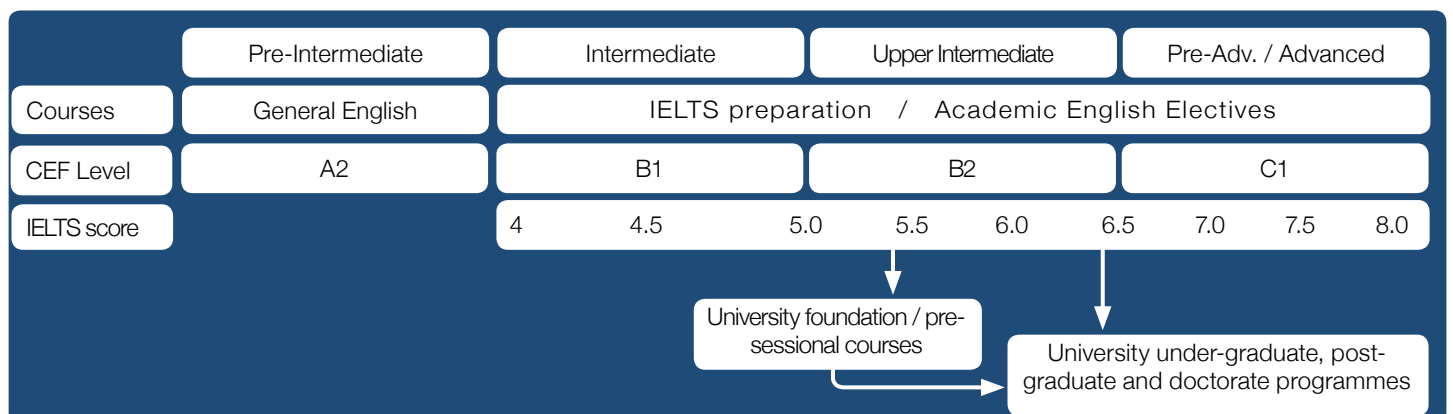 Pre-Intermediate Intermediate Upper Intermediate Pre-Adv. / Advanced
Courses General English IELTS preparation / Academic English Electives
CEF Level A2 B1 B2 C1
IELTS score 4 4.5 5.0 5.5 6.0 6.5 7.0 7.5 8.0
University foundation / pre-
sessional courses
University under-graduate, post-
graduate and doctorate programmes